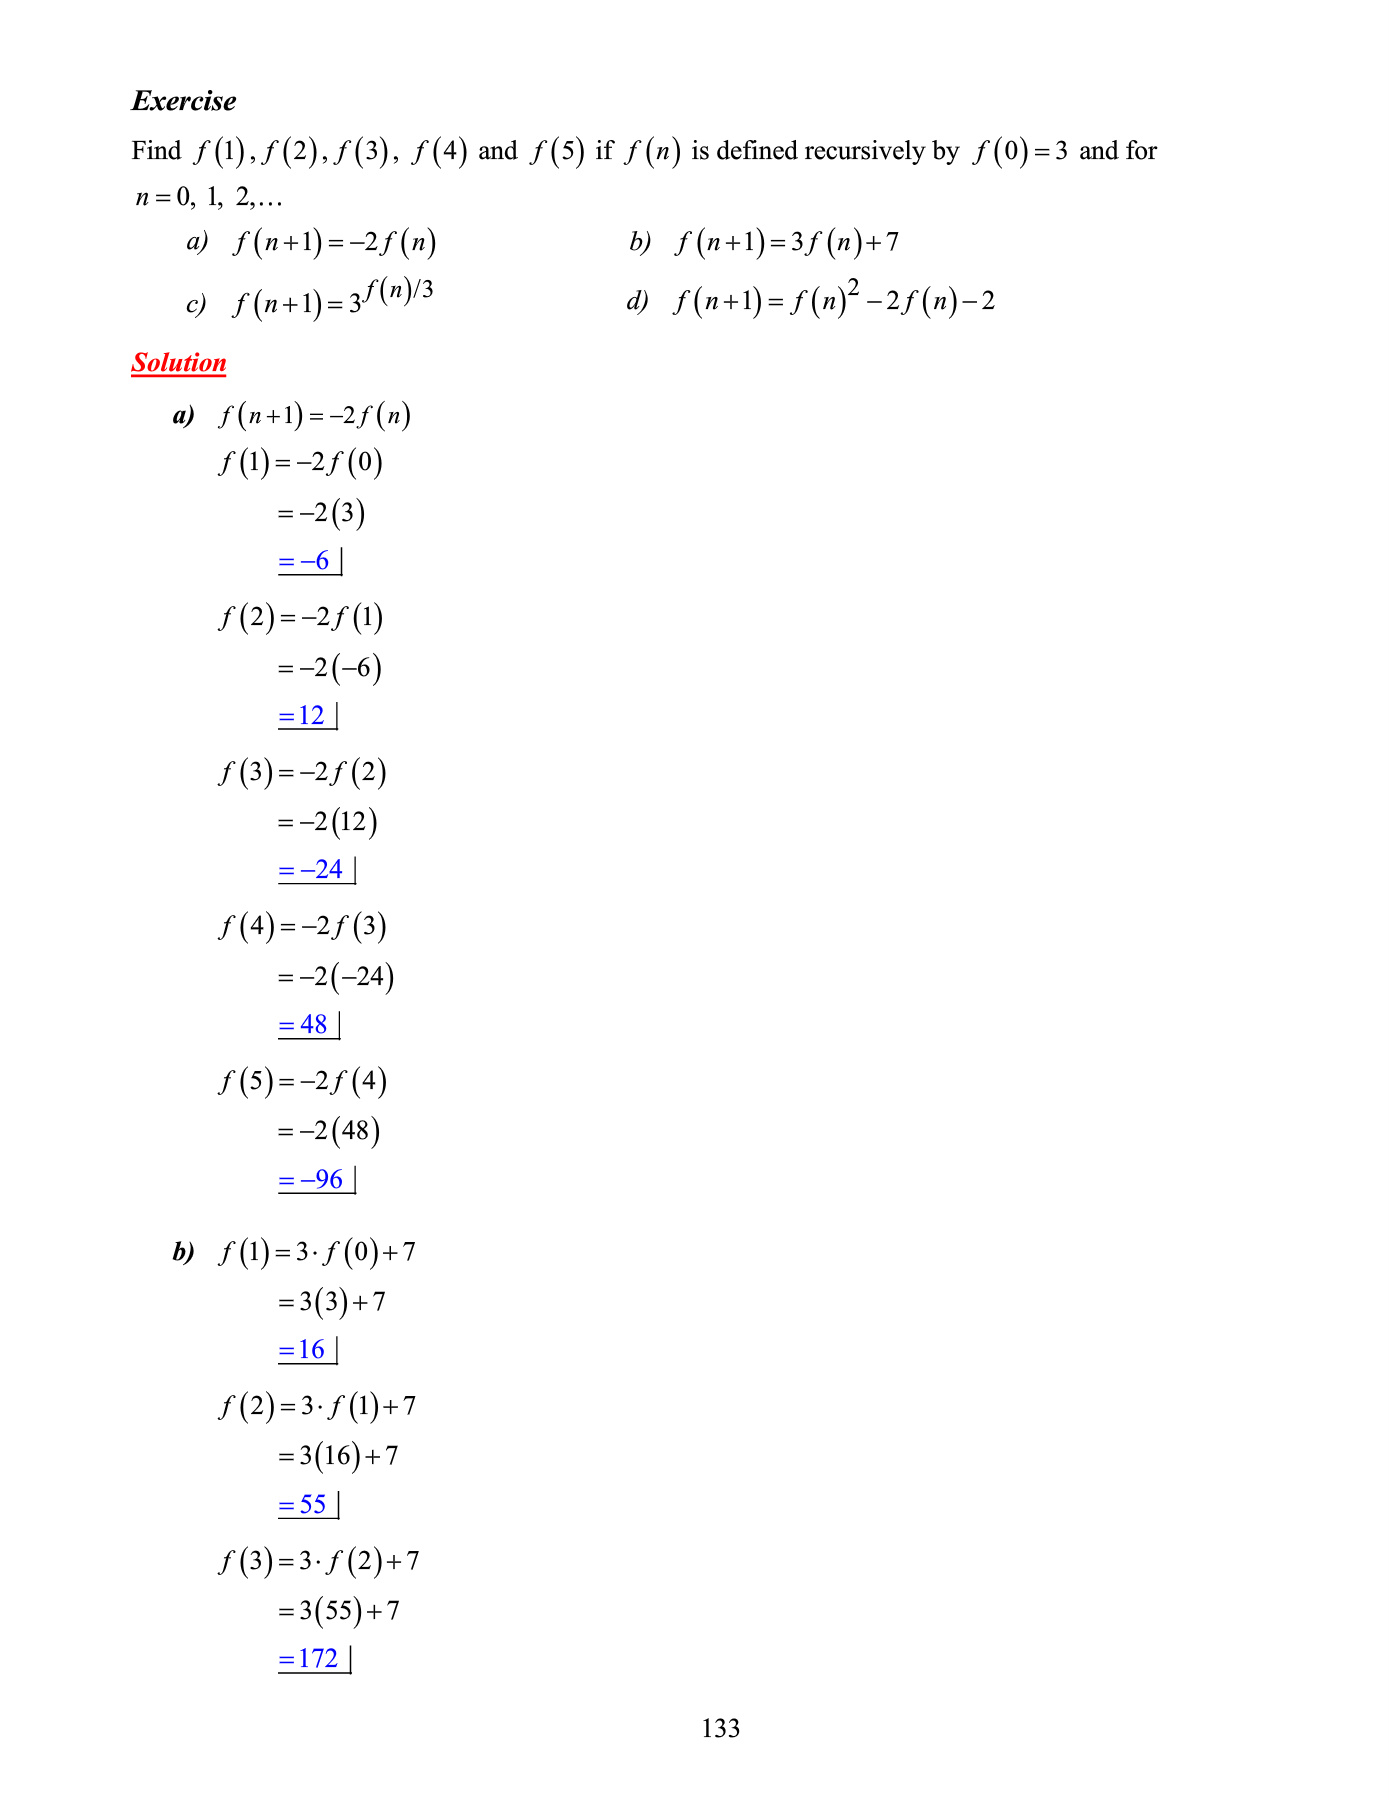 Exercise
Find f(1), f(2), f(3), f(4) and f(5) if f(n) is defined recursively by f(0) = 3 and for
n = 0, 1, 2,…
a) f(n+1) = −2f(n) b) f(n+1) = 3f(n)+7
c) f(n+1) = 3^{f(n)/3} d) f(n+1) = f(n)² − 2f(n) − 2
Solution
a) f(n+1) = −2f(n)
f(1) = −2f(0)
= −2(3)
= −6
f(2) = −2f(1)
= −2(−6)
= 12
f(3) = −2f(2)
= −2(12)
= −24
f(4) = −2f(3)
= −2(−24)
= 48
f(5) = −2f(4)
= −2(48)
= −96
b) f(1) = 3·f(0)+7
= 3(3)+7
= 16
f(2) = 3·f(1)+7
= 3(16)+7
= 55
f(3) = 3·f(2)+7
= 3(55)+7
= 172
133